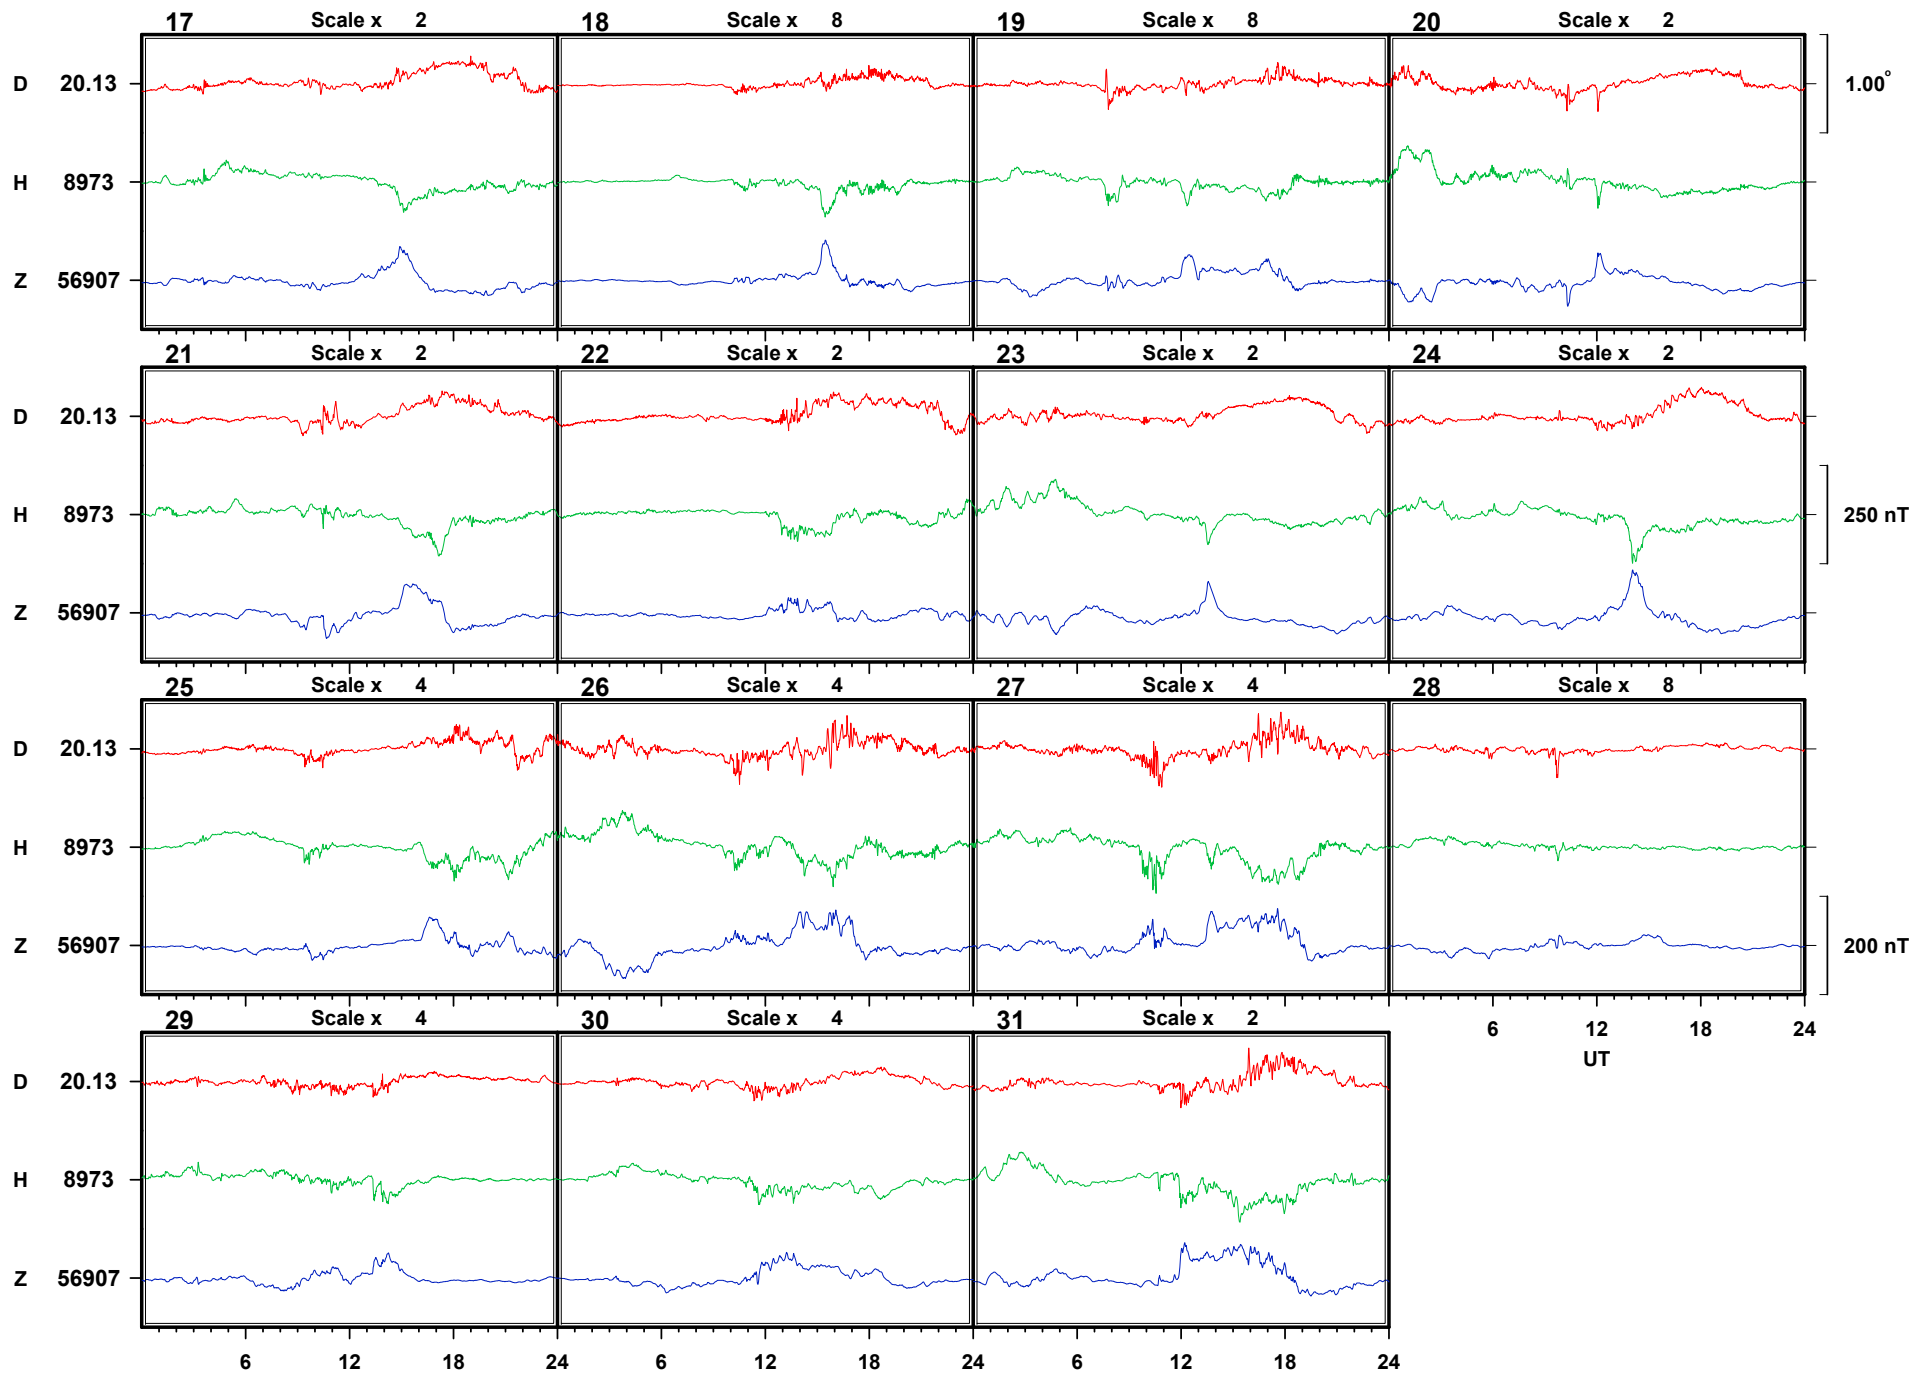 17 Scale x 2 18 Scale x 8 19 Scale x 8 20 Scale x 2
D 20.13 1.00°
H 8973
Z 56907
21 Scale x 2 22 Scale x 2 23 Scale x 2 24 Scale x 2
D 20.13
H 8973 250 nT
Z 56907
25 Scale x 4 26 Scale x 4 27 Scale x 4 28 Scale x 8
D 20.13
H 8973
Z 56907 200 nT
29 Scale x 4 30 Scale x 4 31 Scale x 2 6 12 18 24
UT
D 20.13
H 8973
Z 56907
6 12 18 24 6 12 18 24 6 12 18 24